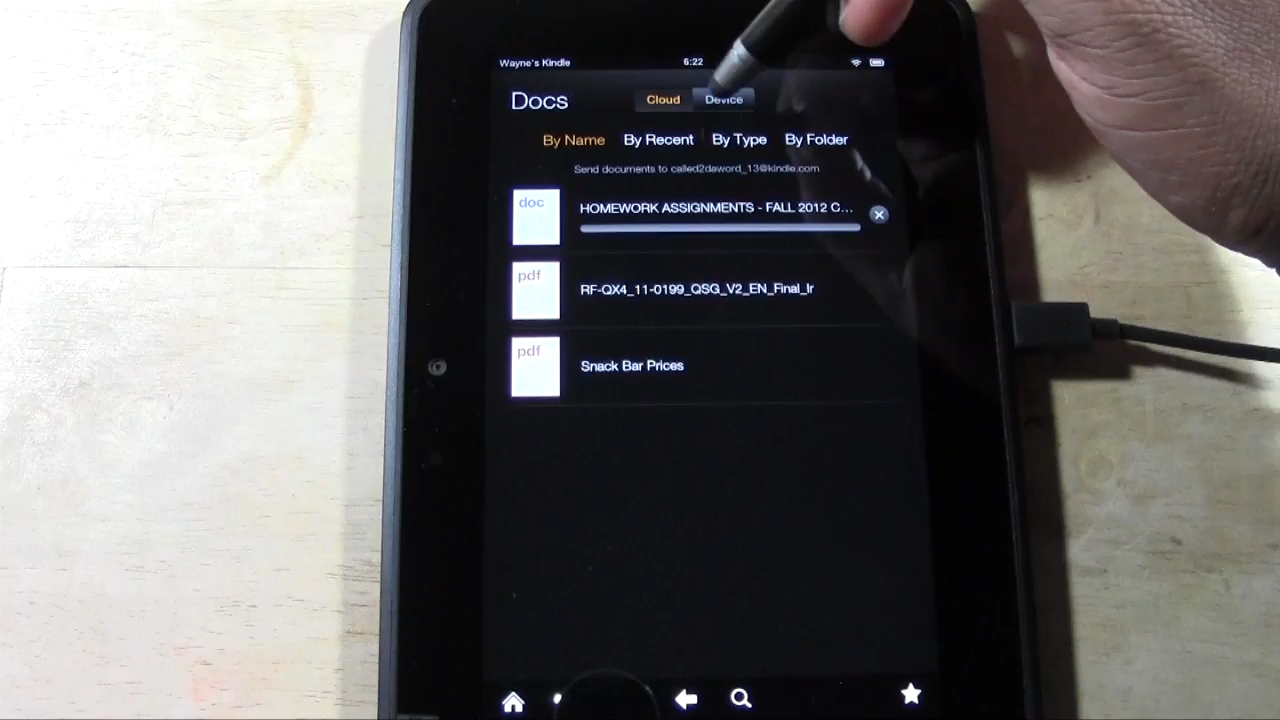 Wayne's Kindle 6:22
Docs Cloud Device
By Name By Recent By Type By Folder
Send documents to called2daword_13@kindle.com
doc HOMEWORK ASSIGNMENTS - FALL 2012 C...
pdf RF-QX4_11-0199_QSG_V2_EN_Final_lr
pdf Snack Bar Prices